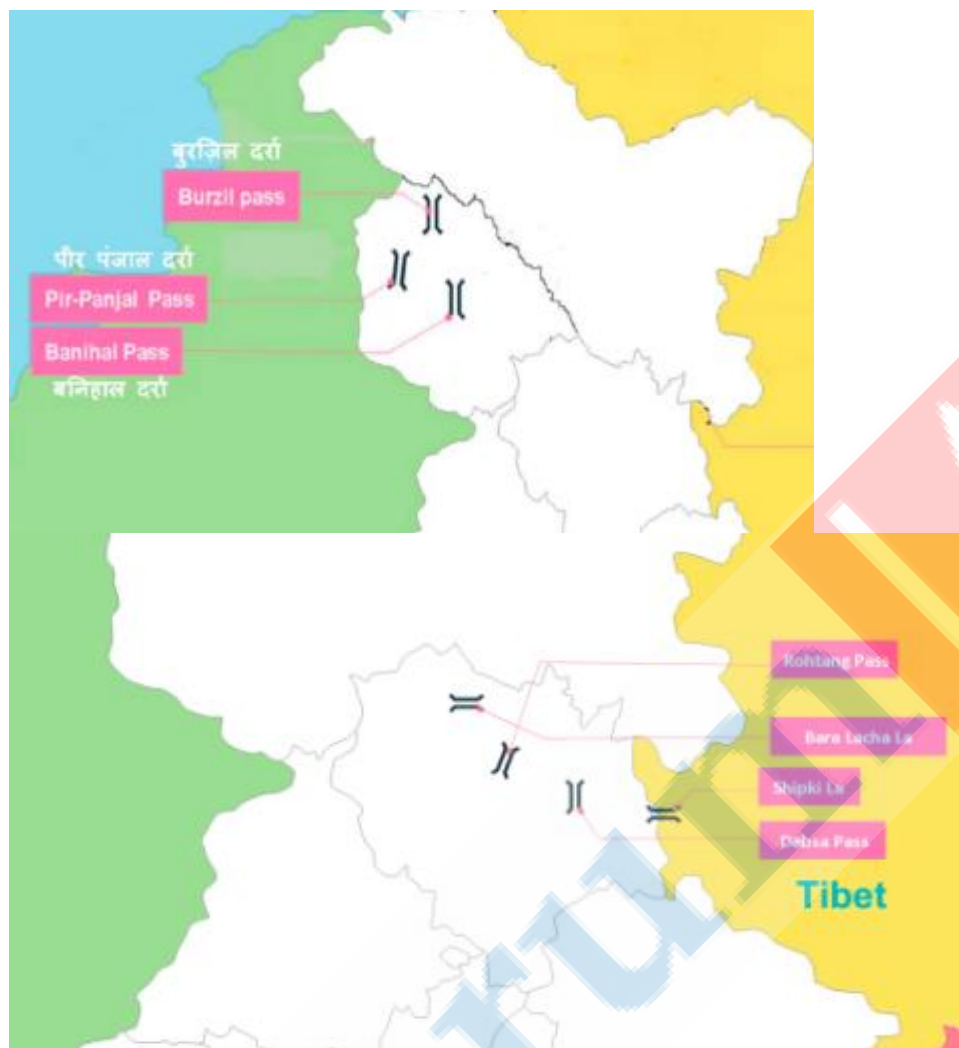 बुरज़िल दर्रा
Burzil pass
पीर पंजाल दर्रा
Pir-Panjal Pass
Banihal Pass
बनिहाल दर्रा
Rohtang Pass
Bara Lacha La
Shipki La
Debsa Pass
Tibet
rum